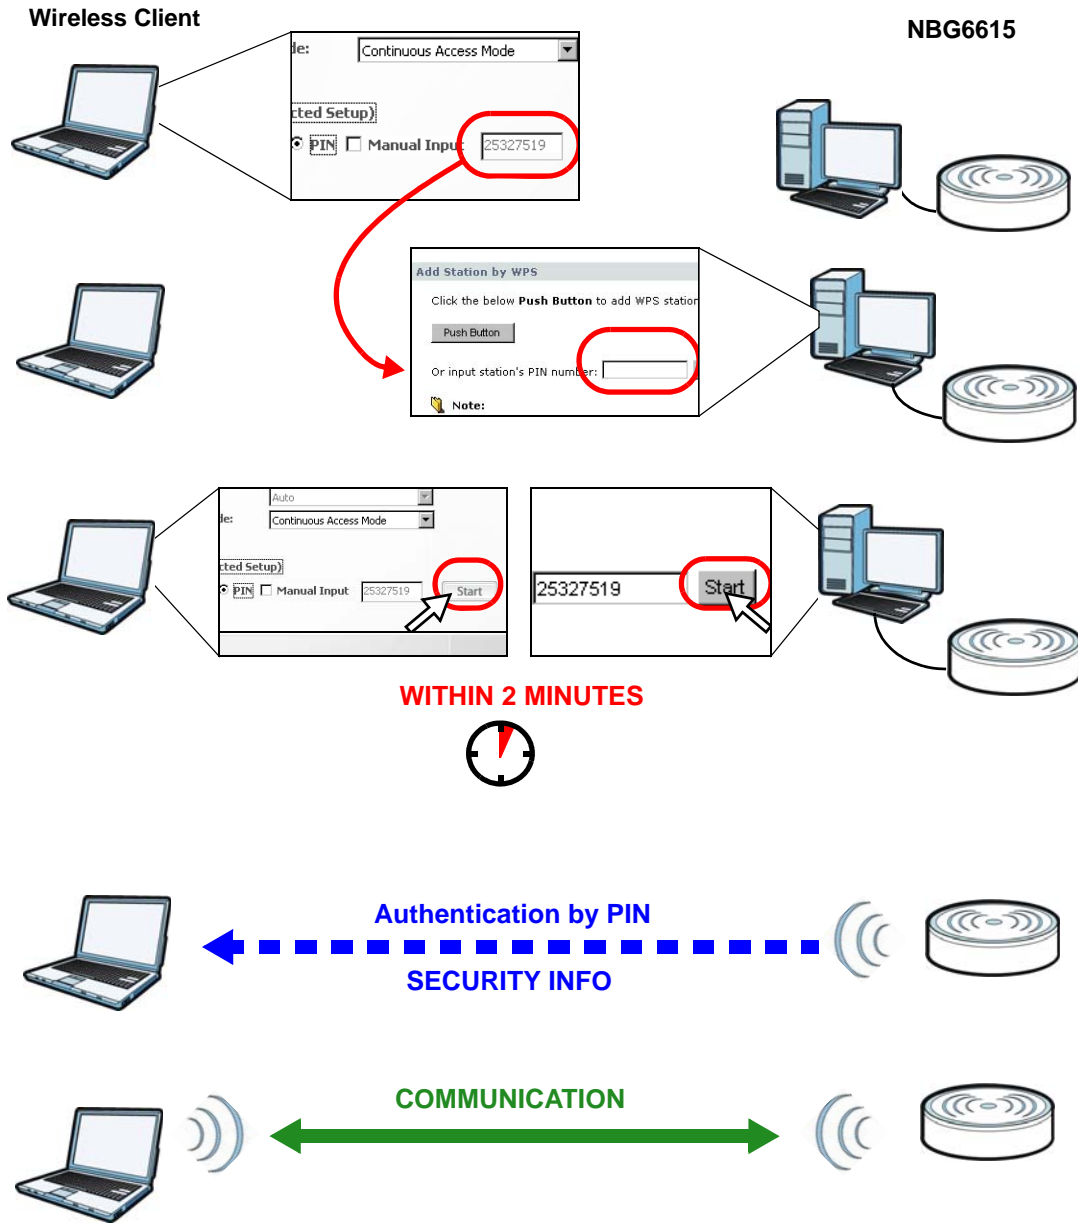 Wireless Client
NBG6615
de:
Continuous Access Mode
cted Setup)
PIN
Manual Input
25327519
Add Station by WPS
Click the below Push Button to add WPS station
Push Button
Or input station's PIN number:
Note:
Auto
de:
Continuous Access Mode
cted Setup)
PIN
Manual Input
25327519
Start
25327519
Start
WITHIN 2 MINUTES
Authentication by PIN
SECURITY INFO
COMMUNICATION